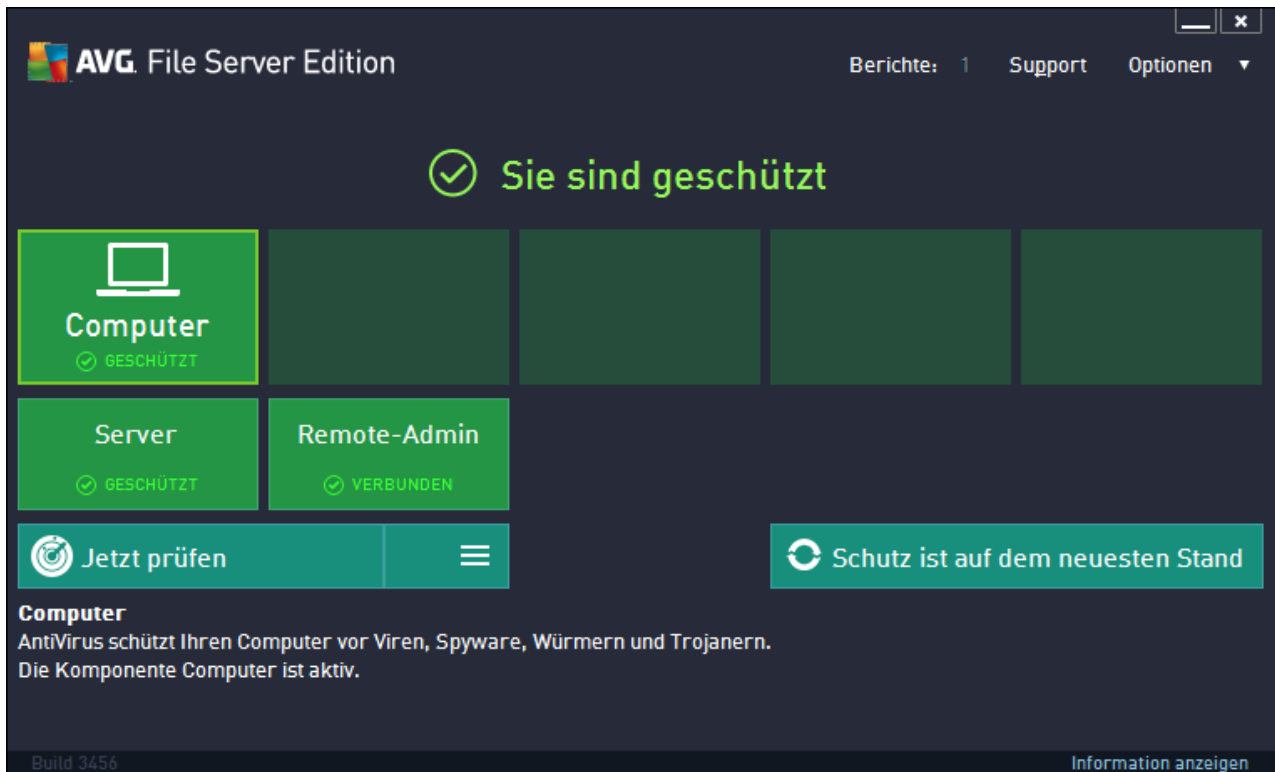 AVG. File Server Edition
Berichte: 1 Support Optionen
Sie sind geschützt
Computer
GESCHÜTZT
Server
GESCHÜTZT
Remote-Admin
VERBUNDEN
Jetzt prüfen
Schutz ist auf dem neuesten Stand
Computer
AntiVirus schützt Ihren Computer vor Viren, Spyware, Würmern und Trojanern.
Die Komponente Computer ist aktiv.
Build 3456
Information anzeigen